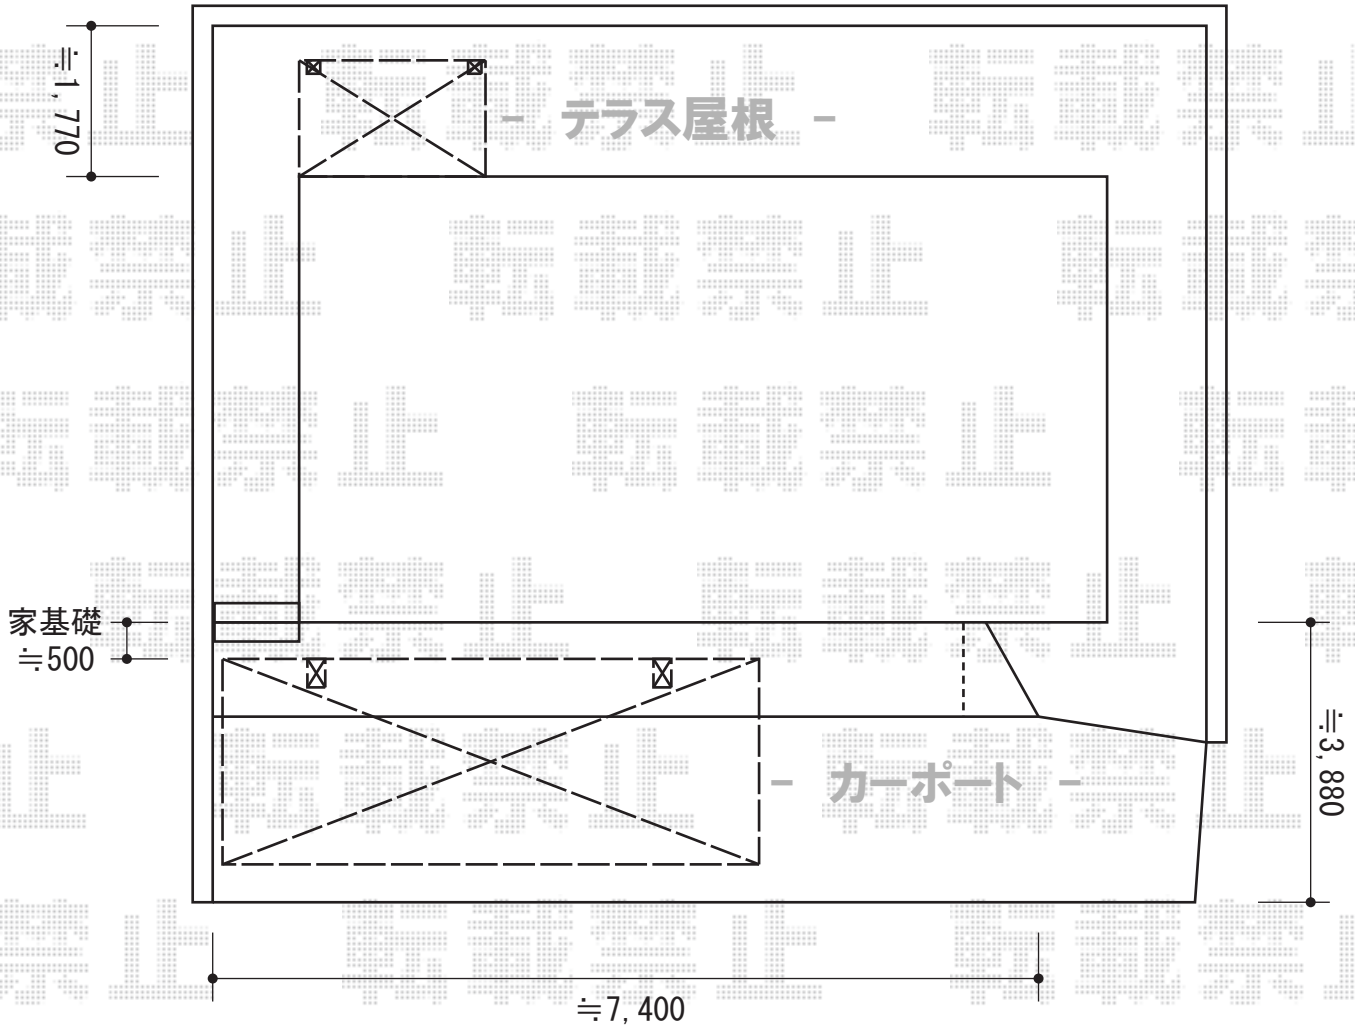 ≒1,770
- テラス屋根 -
家基礎
≒500
- カーポート -
≒3,880
≒7,400
転載禁止